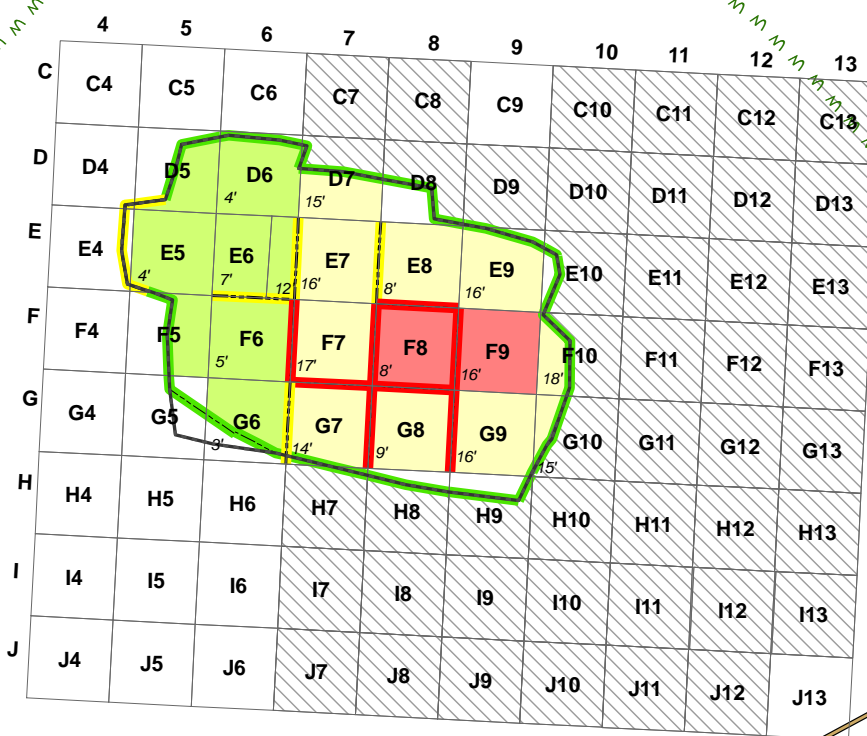 4 5 6 7 8 9 10 11 12 13
C C4 C5 C6 C7 C8 C9 C10 C11 C12 C13
D D4 D5 D6 D7 D8 D9 D10 D11 D12 D13
4' 15'
E E4 E5 E6 E7 E8 E9 E10 E11 E12 E13
4' 7' 12' 16' 8' 16'
F F4 F5 F6 F7 F8 F9 F10 F11 F12 F13
5' 17' 8' 16' 18'
G G4 G5 G6 G7 G8 G9 G10 G11 G12 G13
3' 14' 9' 16' 15'
H H4 H5 H6 H7 H8 H9 H10 H11 H12 H13
I I4 I5 I6 I7 I8 I9 I10 I11 I12 I13
J J4 J5 J6 J7 J8 J9 J10 J11 J12 J13